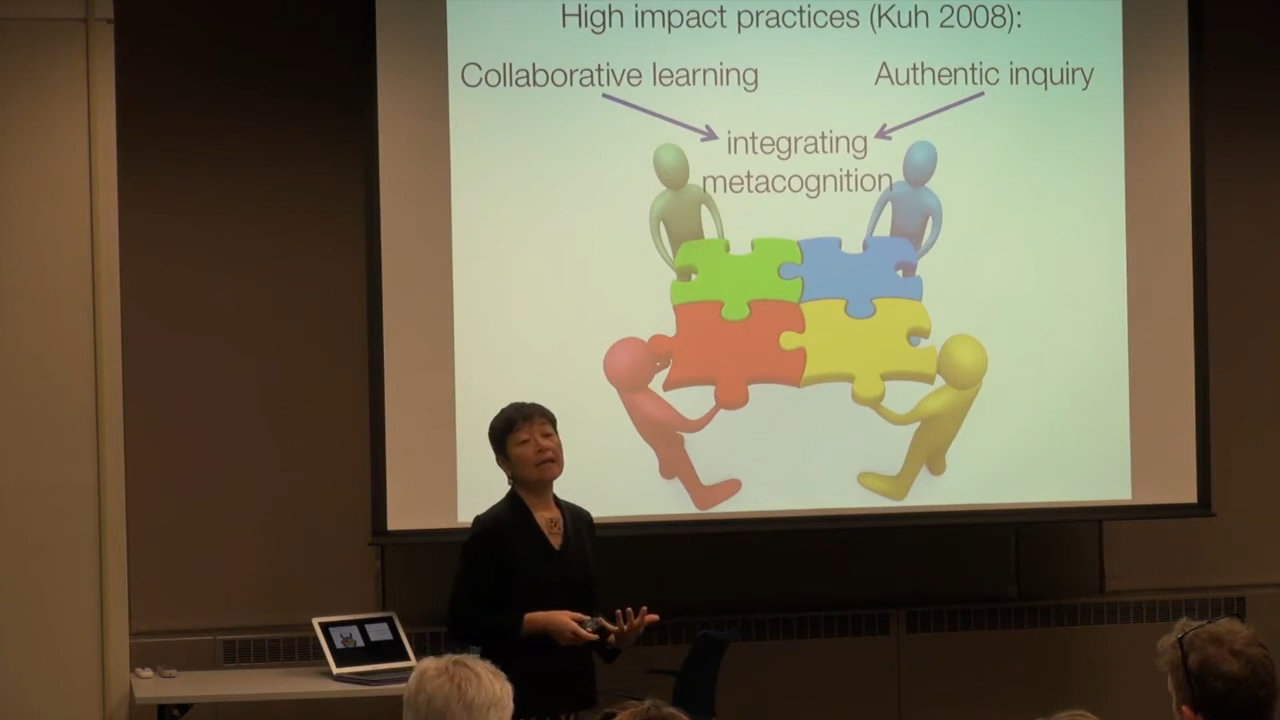 High impact practices (Kuh 2008):
Collaborative learning
Authentic inquiry
integrating
metacognition